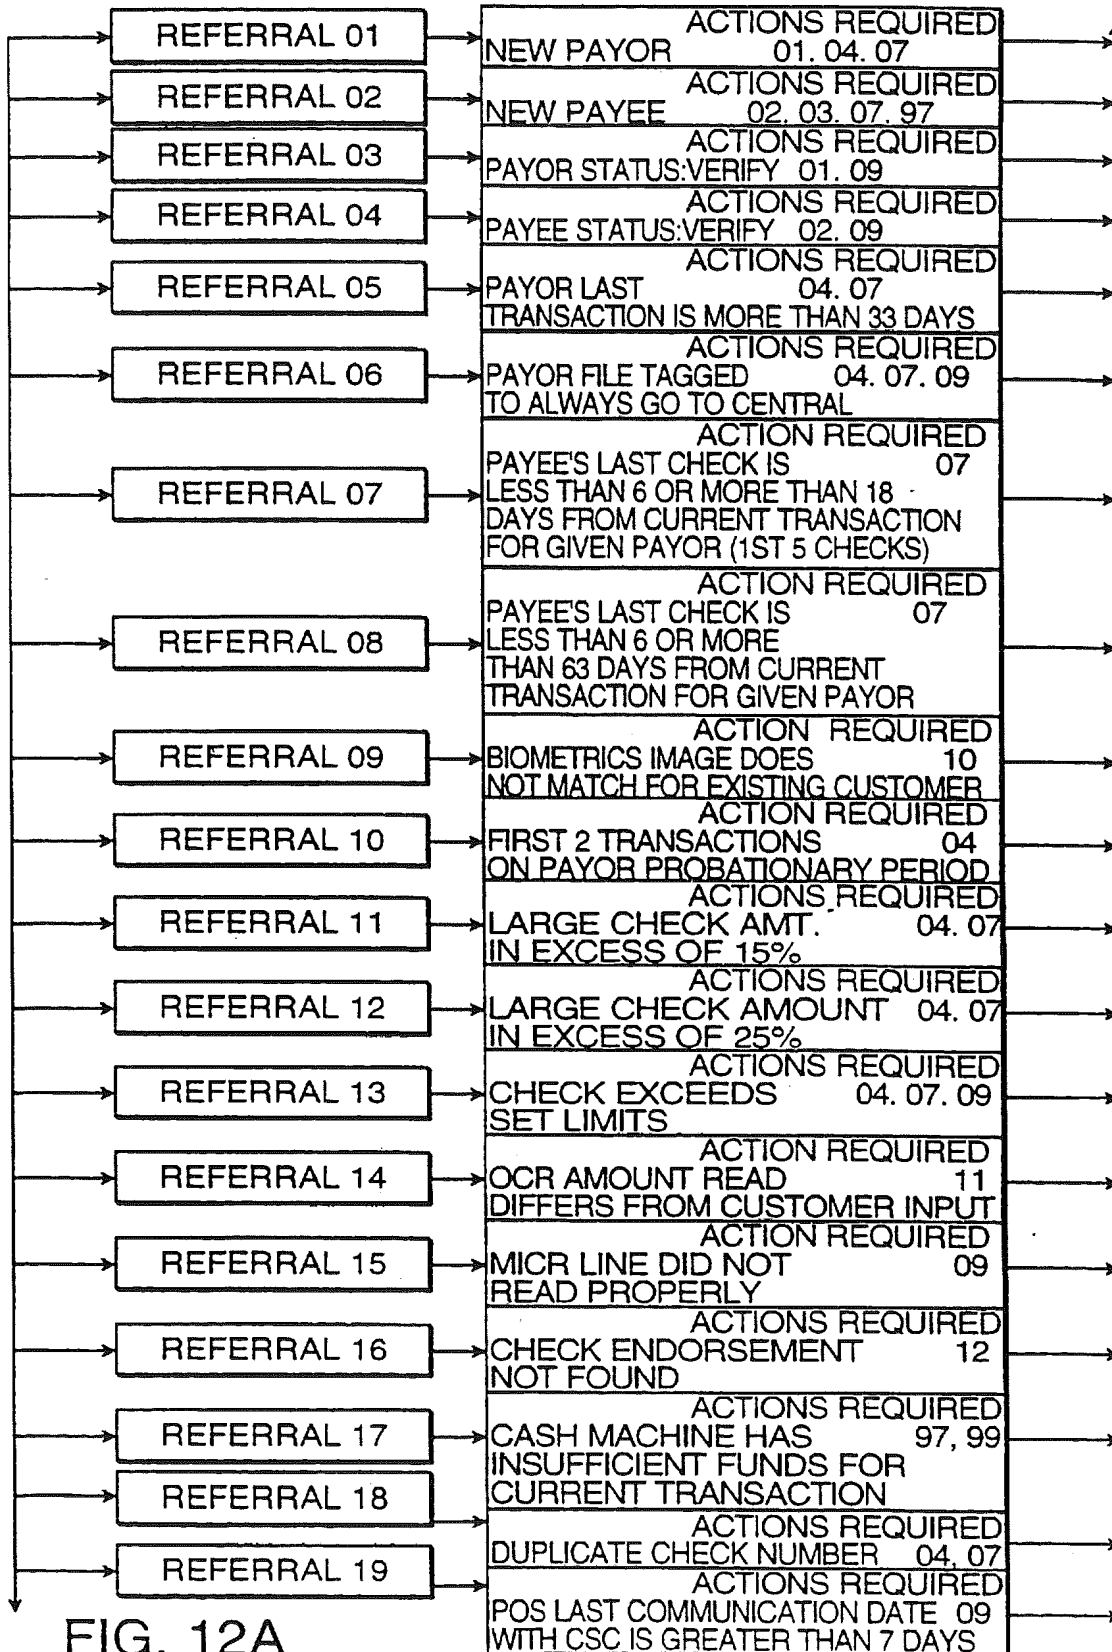 REFERRAL 01
ACTIONS REQUIRED
NEW PAYOR 01. 04. 07
REFERRAL 02
ACTIONS REQUIRED
NEW PAYEE 02. 03. 07. 97
REFERRAL 03
ACTIONS REQUIRED
PAYOR STATUS:VERIFY 01. 09
REFERRAL 04
ACTIONS REQUIRED
PAYEE STATUS:VERIFY 02. 09
REFERRAL 05
ACTIONS REQUIRED
PAYOR LAST 04. 07
TRANSACTION IS MORE THAN 33 DAYS
REFERRAL 06
ACTIONS REQUIRED
PAYOR FILE TAGGED 04. 07. 09
TO ALWAYS GO TO CENTRAL
REFERRAL 07
ACTION REQUIRED
PAYEE'S LAST CHECK IS 07
LESS THAN 6 OR MORE THAN 18
DAYS FROM CURRENT TRANSACTION
FOR GIVEN PAYOR (1ST 5 CHECKS)
REFERRAL 08
ACTION REQUIRED
PAYEE'S LAST CHECK IS 07
LESS THAN 6 OR MORE
THAN 63 DAYS FROM CURRENT
TRANSACTION FOR GIVEN PAYOR
REFERRAL 09
ACTION REQUIRED
BIOMETRICS IMAGE DOES 10
NOT MATCH FOR EXISTING CUSTOMER
REFERRAL 10
ACTION REQUIRED
FIRST 2 TRANSACTIONS 04
ON PAYOR PROBATIONARY PERIOD
REFERRAL 11
ACTIONS REQUIRED
LARGE CHECK AMT. 04. 07
IN EXCESS OF 15%
REFERRAL 12
ACTIONS REQUIRED
LARGE CHECK AMOUNT 04. 07
IN EXCESS OF 25%
REFERRAL 13
ACTIONS REQUIRED
CHECK EXCEEDS 04. 07. 09
SET LIMITS
REFERRAL 14
ACTION REQUIRED
OCR AMOUNT READ 11
DIFFERS FROM CUSTOMER INPUT
REFERRAL 15
ACTION REQUIRED
MICR LINE DID NOT 09
READ PROPERLY
REFERRAL 16
ACTIONS REQUIRED
CHECK ENDORSEMENT 12
NOT FOUND
REFERRAL 17
ACTIONS REQUIRED
CASH MACHINE HAS 97, 99
INSUFFICIENT FUNDS FOR
CURRENT TRANSACTION
REFERRAL 18
ACTIONS REQUIRED
DUPLICATE CHECK NUMBER 04, 07
REFERRAL 19
ACTIONS REQUIRED
POS LAST COMMUNICATION DATE 09
WITH CSC IS GREATER THAN 7 DAYS
FIG. 12A